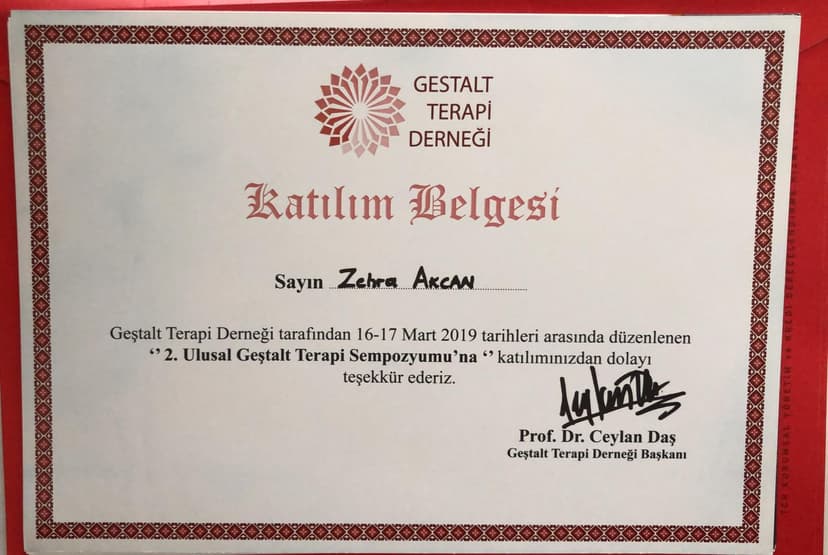 GESTALT
TERAPİ
DERNEĞİ
Katılım Belgesi
Sayın Zehra Akcan
Geştalt Terapi Derneği tarafından 16-17 Mart 2019 tarihleri arasında düzenlenen
‘’ 2. Ulusal Geştalt Terapi Sempozyumu’na ‘’ katılımınızdan dolayı
teşekkür ederiz.
Prof. Dr. Ceylan Daş
Geştalt Terapi Derneği Başkanı